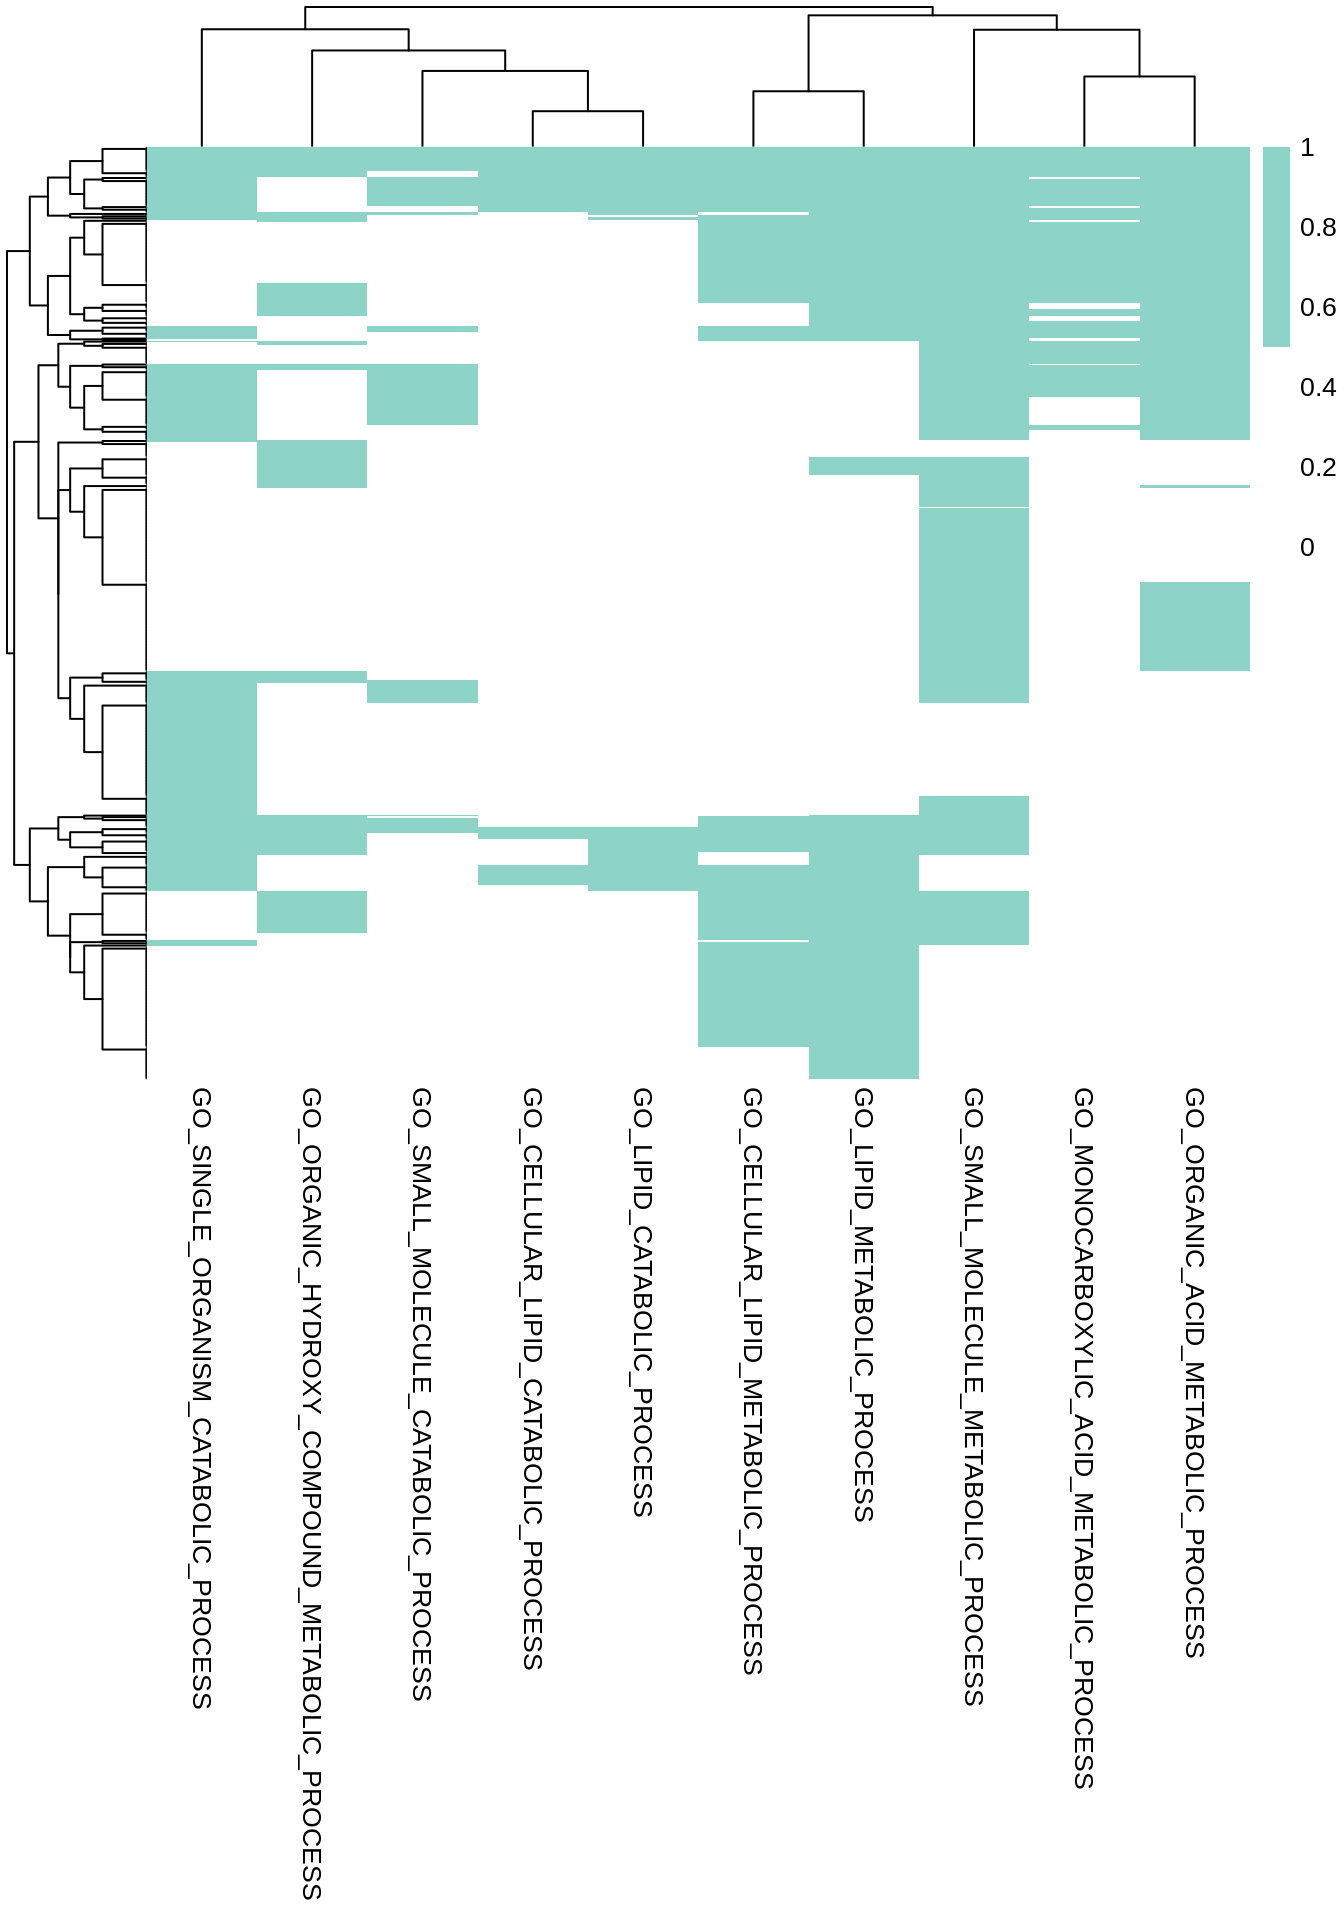 1
0.8
0.6
0.4
0.2
0
GO_SINGLE_ORGANISM_CATABOLIC_PROCESS
GO_ORGANIC_HYDROXY_COMPOUND_METABOLIC_PROCESS
GO_SMALL_MOLECULE_CATABOLIC_PROCESS
GO_CELLULAR_LIPID_CATABOLIC_PROCESS
GO_LIPID_CATABOLIC_PROCESS
GO_CELLULAR_LIPID_METABOLIC_PROCESS
GO_LIPID_METABOLIC_PROCESS
GO_SMALL_MOLECULE_METABOLIC_PROCESS
GO_MONOCARBOXYLIC_ACID_METABOLIC_PROCESS
GO_ORGANIC_ACID_METABOLIC_PROCESS